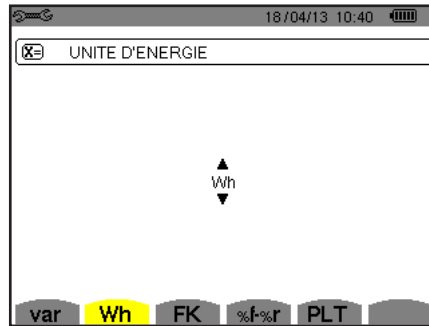 18/04/13 10:40
X= UNITE D'ENERGIE
Wh
var Wh FK %f-%r PLT